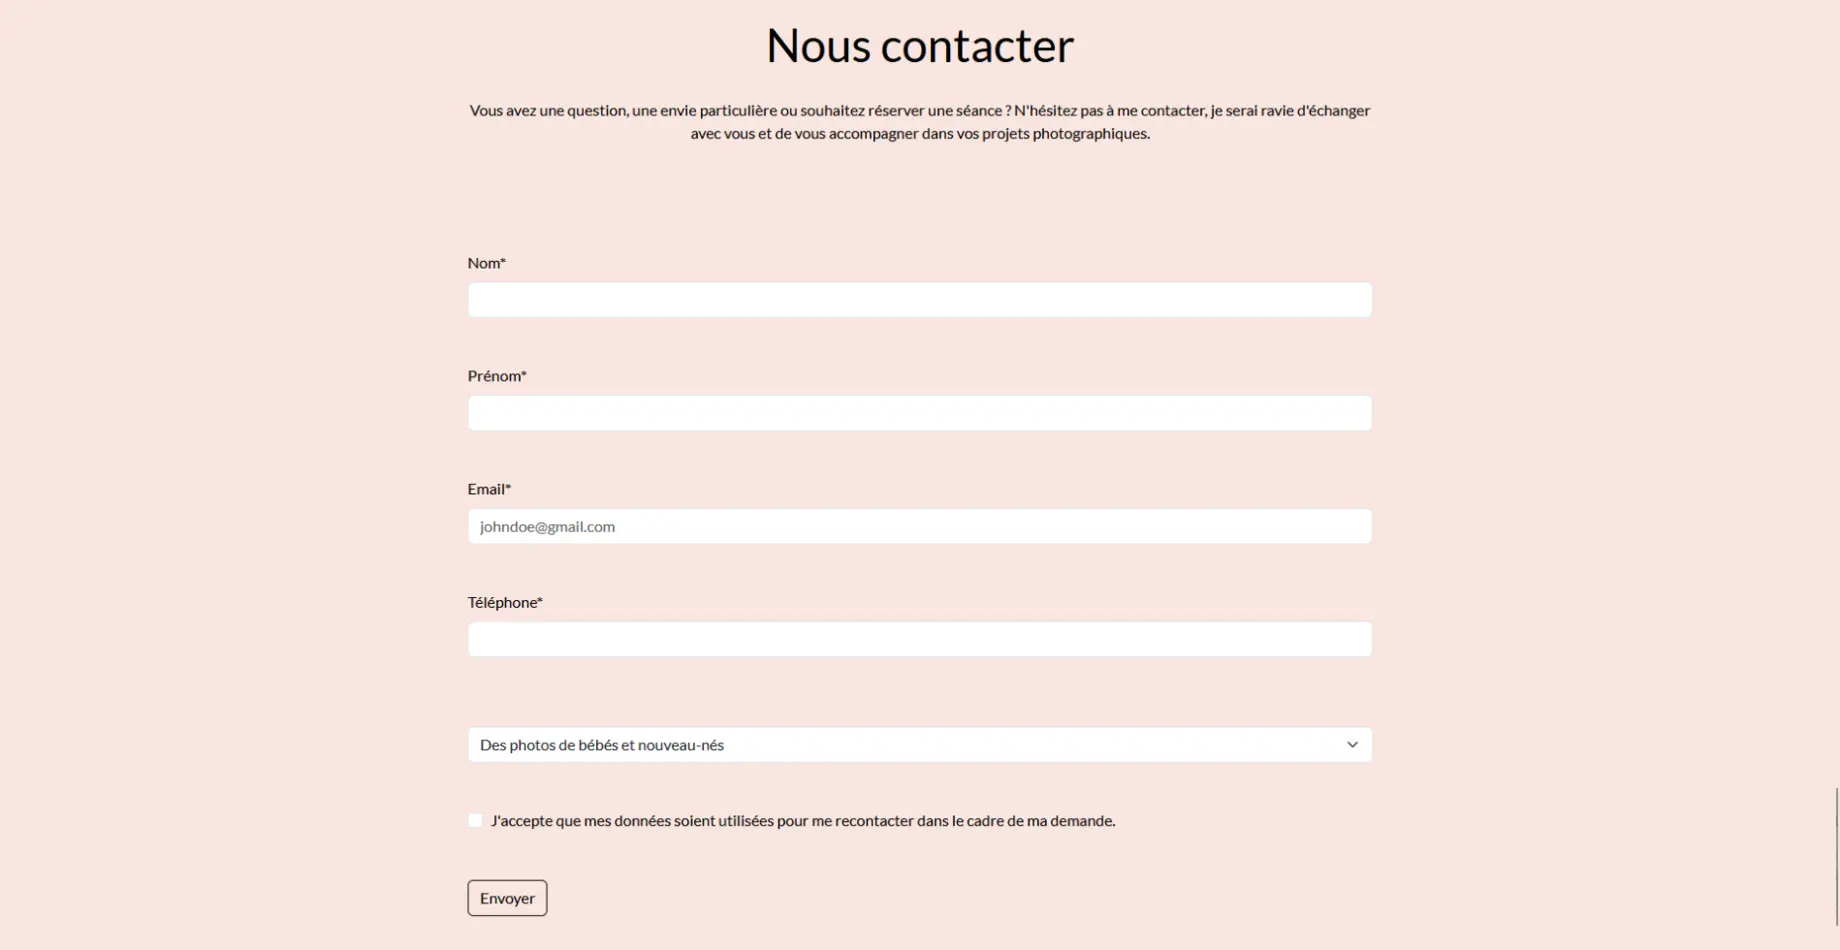 Nous contacter
Vous avez une question, une envie particulière ou souhaitez réserver une séance ? N'hésitez pas à me contacter, je serai ravie d'échanger
avec vous et de vous accompagner dans vos projets photographiques.
Nom*
Prénom*
Email*
johndoe@gmail.com
Téléphone*
Des photos de bébés et nouveau-nés
J'accepte que mes données soient utilisées pour me recontacter dans le cadre de ma demande.
Envoyer